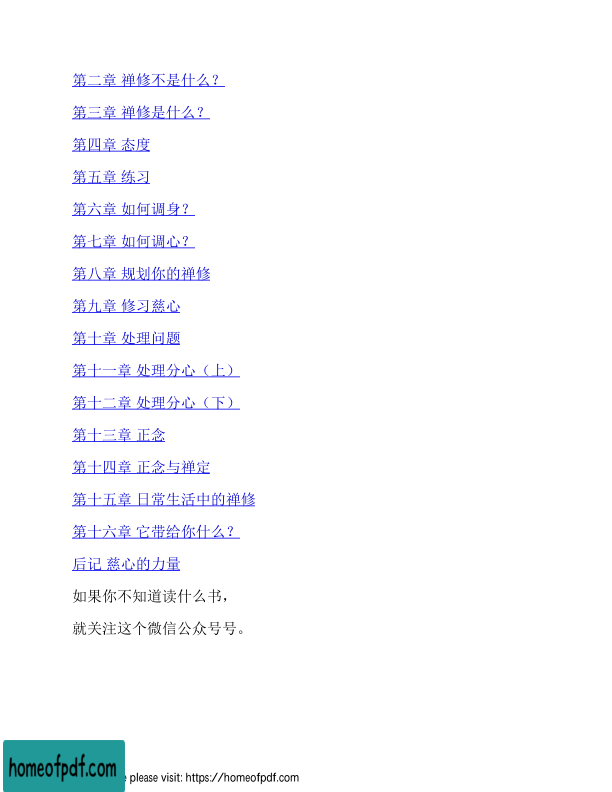 第二章 禅修不是什么？
第三章 禅修是什么？
第四章 态度
第五章 练习
第六章 如何调身？
第七章 如何调心？
第八章 规划你的禅修
第九章 修习慈心
第十章 处理问题
第十一章 处理分心（上）
第十二章 处理分心（下）
第十三章 正念
第十四章 正念与禅定
第十五章 日常生活中的禅修
第十六章 它带给你什么？
后记 慈心的力量
如果你不知道读什么书，
就关注这个微信公众号号。
homeofpdf.com
e please visit: https://homeofpdf.com